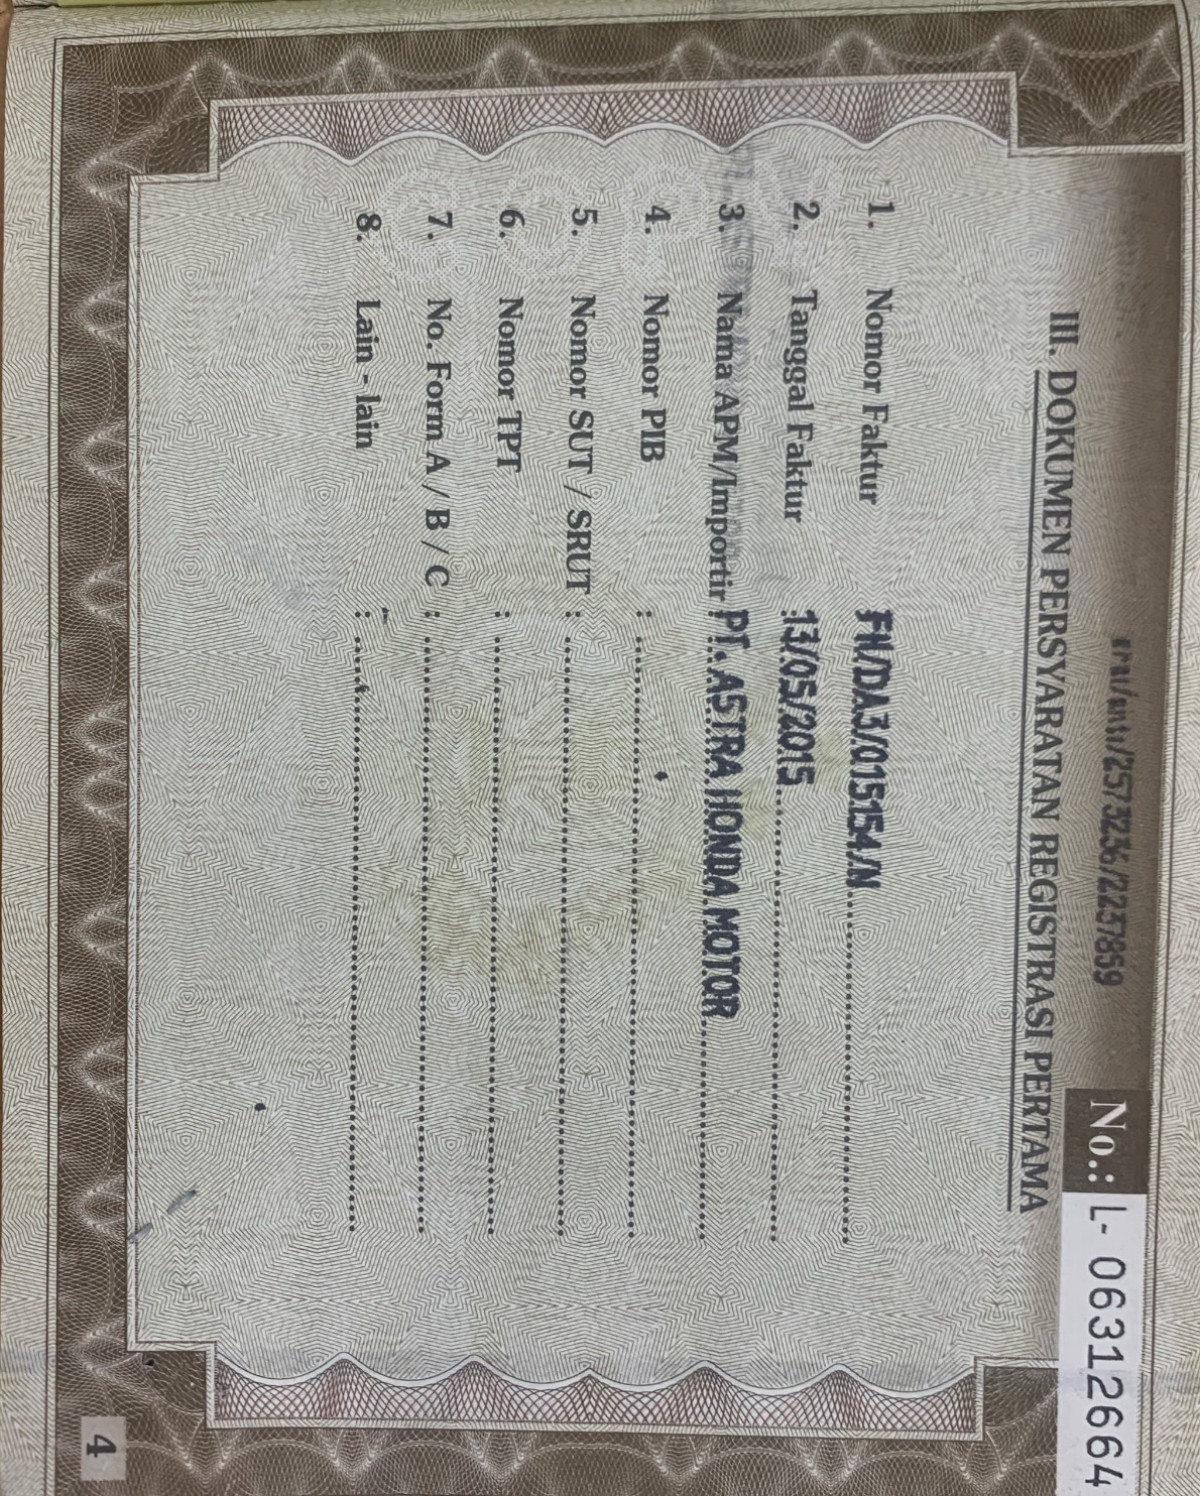 No.: L- 06312664
/2573236/2237859
III. DOKUMEN PERSYARATAN REGISTRASI PERTAMA
1. Nomor Faktur : FH/DA3/015154/N
2. Tanggal Faktur : 13/05/2015
3. Nama APM/Importir : PT. ASTRA HONDA MOTOR
4. Nomor PIB :
5. Nomor SUT / SRUT :
6. Nomor TPT :
7. No. Form A / B / C :
8. Lain - lain :
4